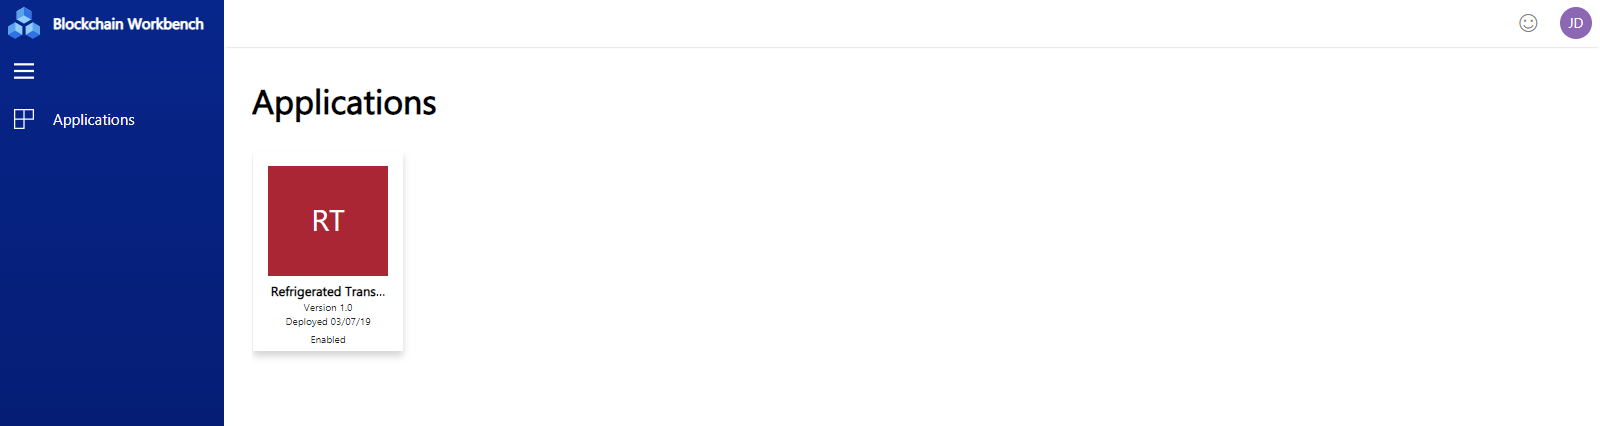 Blockchain Workbench
JD
Applications
Applications
RT
Refrigerated Trans...
Version 1.0
Deployed 03/07/19
Enabled